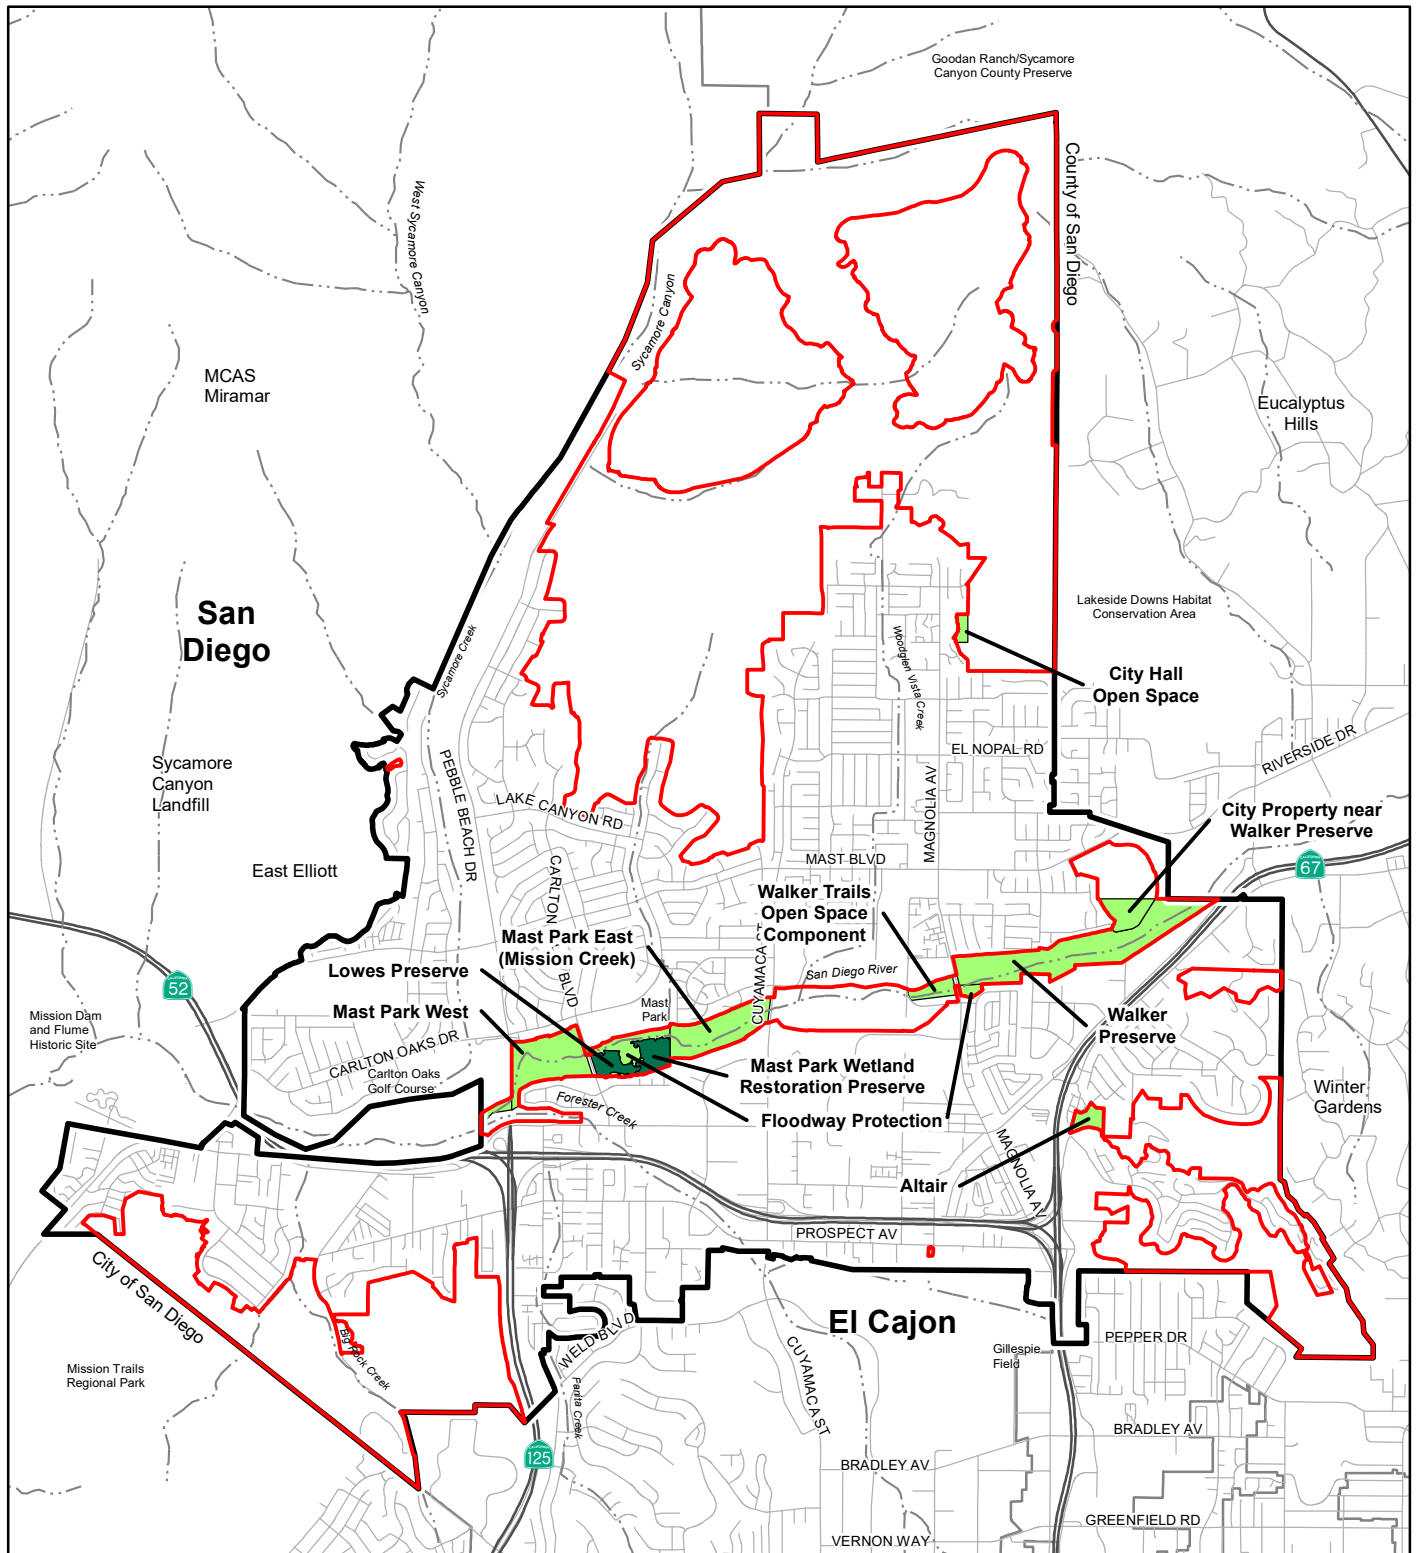 Goodan Ranch/Sycamore
Canyon County Preserve
County of San Diego
West Sycamore Canyon
Sycamore Canyon
MCAS
Miramar
Eucalyptus
Hills
San
Diego
Lakeside Downs Habitat
Conservation Area
Sycamore Creek
Woodglen Vista Creek
City Hall
Open Space
EL NOPAL RD
RIVERSIDE DR
Sycamore
Canyon
Landfill
PEBBLE BEACH DR
LAKE CANYON RD
MAGNOLIA AV
City Property near
Walker Preserve
CALIFORNIA
67
East Elliott
CARLTON
BLVD
MAST BLVD
Walker Trails
Open Space
Component
CUYAMACA ST
Mast Park East
(Mission Creek)
Lowes Preserve
San Diego River
CALIFORNIA
52
Mast Park West
Mast
Park
Mission Dam
and Flume
Historic Site
Walker
Preserve
CARLTON OAKS DR
Carlton Oaks
Golf Course
Mast Park Wetland
Restoration Preserve
Winter
Gardens
Forester Creek
Floodway Protection
MAGNOLIA AV
Altair
PROSPECT AV
City of San Diego
El Cajon
WELD BLVD
Big Rock Creek
CUYAMACA ST
Gillespie
Field
PEPPER DR
Mission Trails
Regional Park
Fanita Creek
BRADLEY AV
CALIFORNIA
125
BRADLEY AV
GREENFIELD RD
VERNON WAY